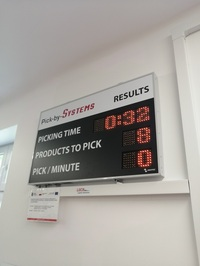 Pick-by-SYSTEMS
RESULTS
PICKING TIME 0:32
PRODUCTS TO PICK 8
PICK / MINUTE 0